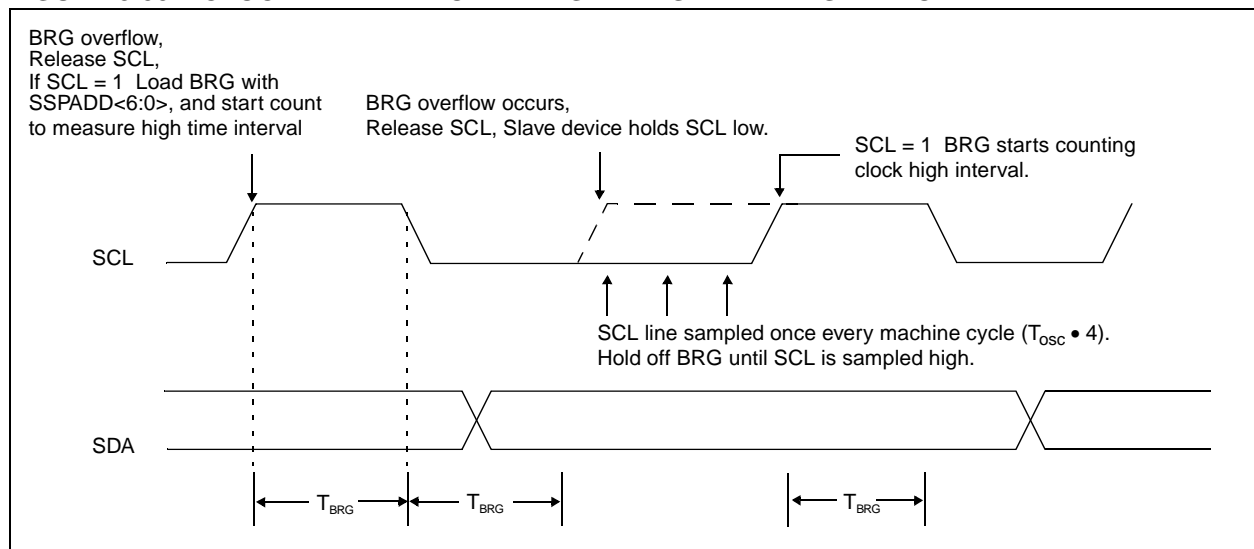 BRG overflow,
Release SCL,
If SCL = 1 Load BRG with
SSPADD<6:0>, and start count
to measure high time interval
BRG overflow occurs,
Release SCL, Slave device holds SCL low.
SCL = 1 BRG starts counting
clock high interval.
SCL
SCL line sampled once every machine cycle (Tosc • 4).
Hold off BRG until SCL is sampled high.
SDA
TBRG
TBRG
TBRG